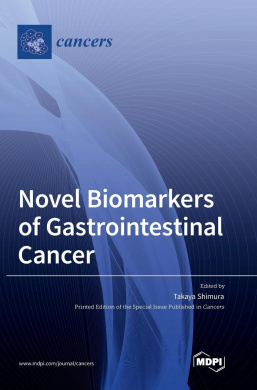 cancers
Novel Biomarkers
of Gastrointestinal
Cancer
Edited by
Takaya Shimura
Printed Edition of the Special Issue Published in Cancers
www.mdpi.com/journal/cancers
MDPI